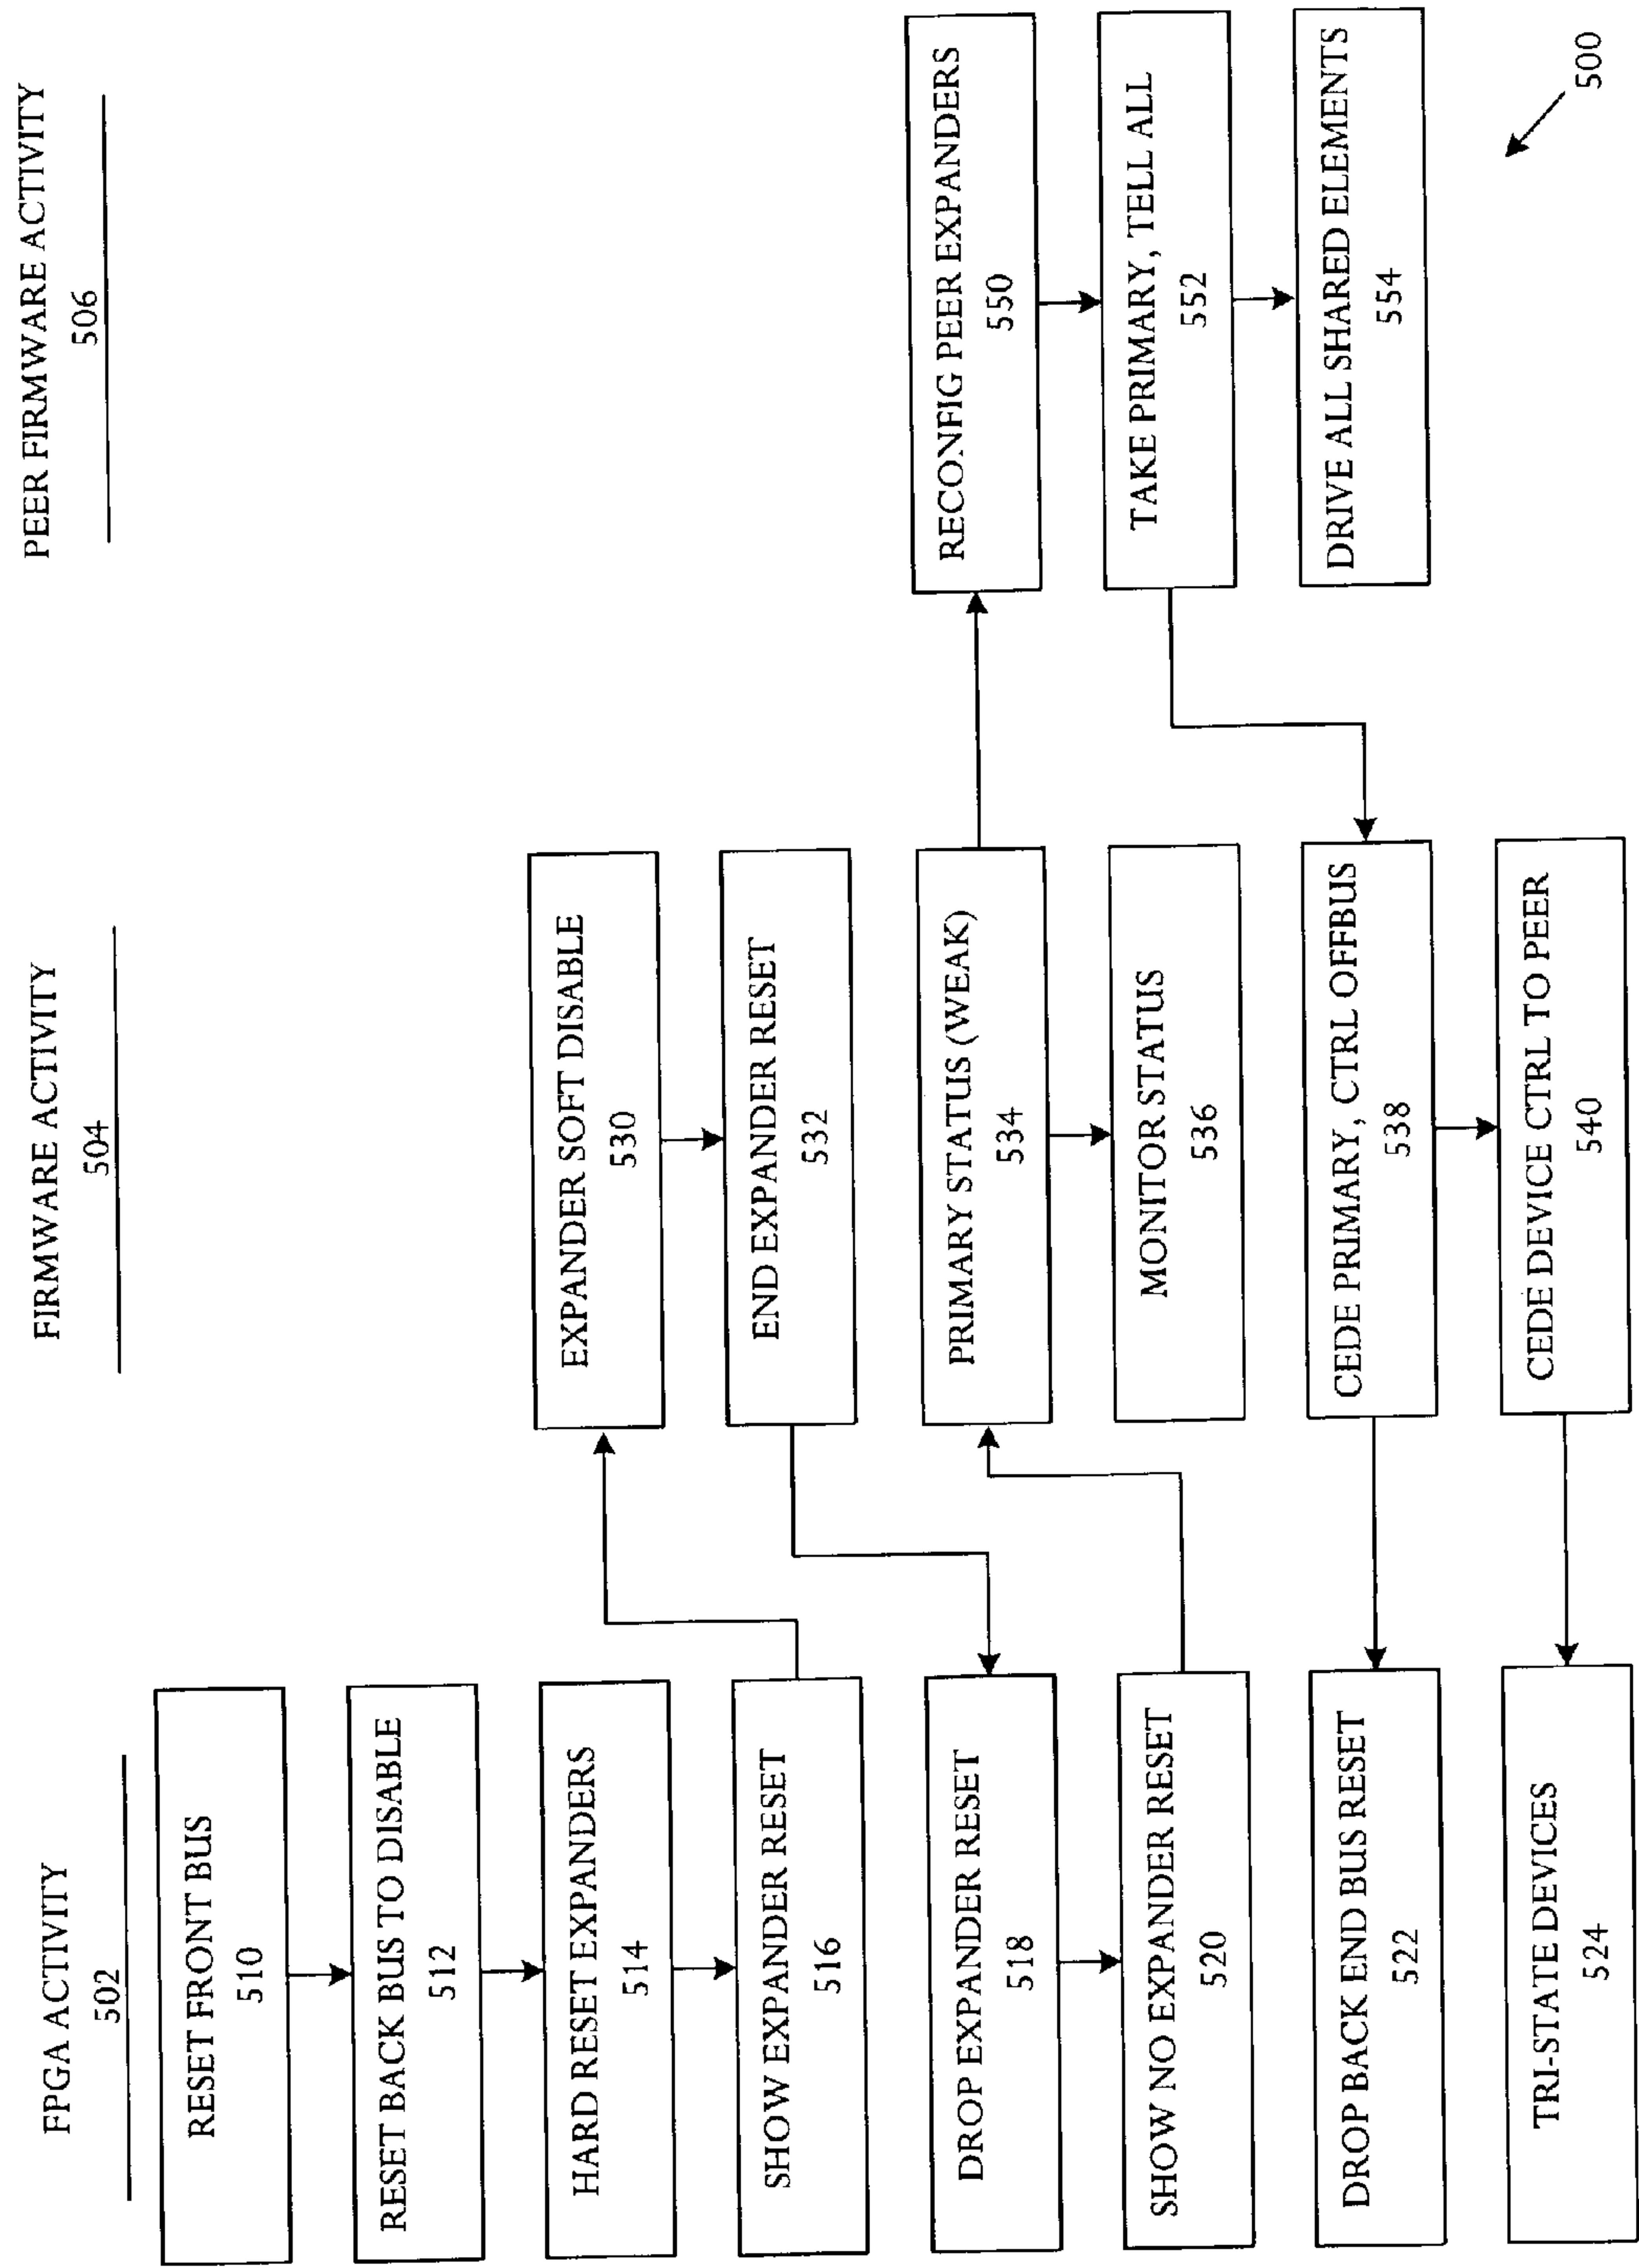 FPGA ACTIVITY
502
RESET FRONT BUS
510
RESET BACK BUS TO DISABLE
512
HARD RESET EXPANDERS
514
SHOW EXPANDER RESET
516
DROP EXPANDER RESET
518
SHOW NO EXPANDER RESET
520
DROP BACK END BUS RESET
522
TRI-STATE DEVICES
524
FIRMWARE ACTIVITY
504
EXPANDER SOFT DISABLE
530
END EXPANDER RESET
532
PRIMARY STATUS (WEAK)
534
MONITOR STATUS
536
CEDE PRIMARY, CTRL OFFBUS
538
CEDE DEVICE CTRL TO PEER
540
PEER FIRMWARE ACTIVITY
506
RECONFIG PEER EXPANDERS
550
TAKE PRIMARY, TELL ALL
552
DRIVE ALL SHARED ELEMENTS
554
500